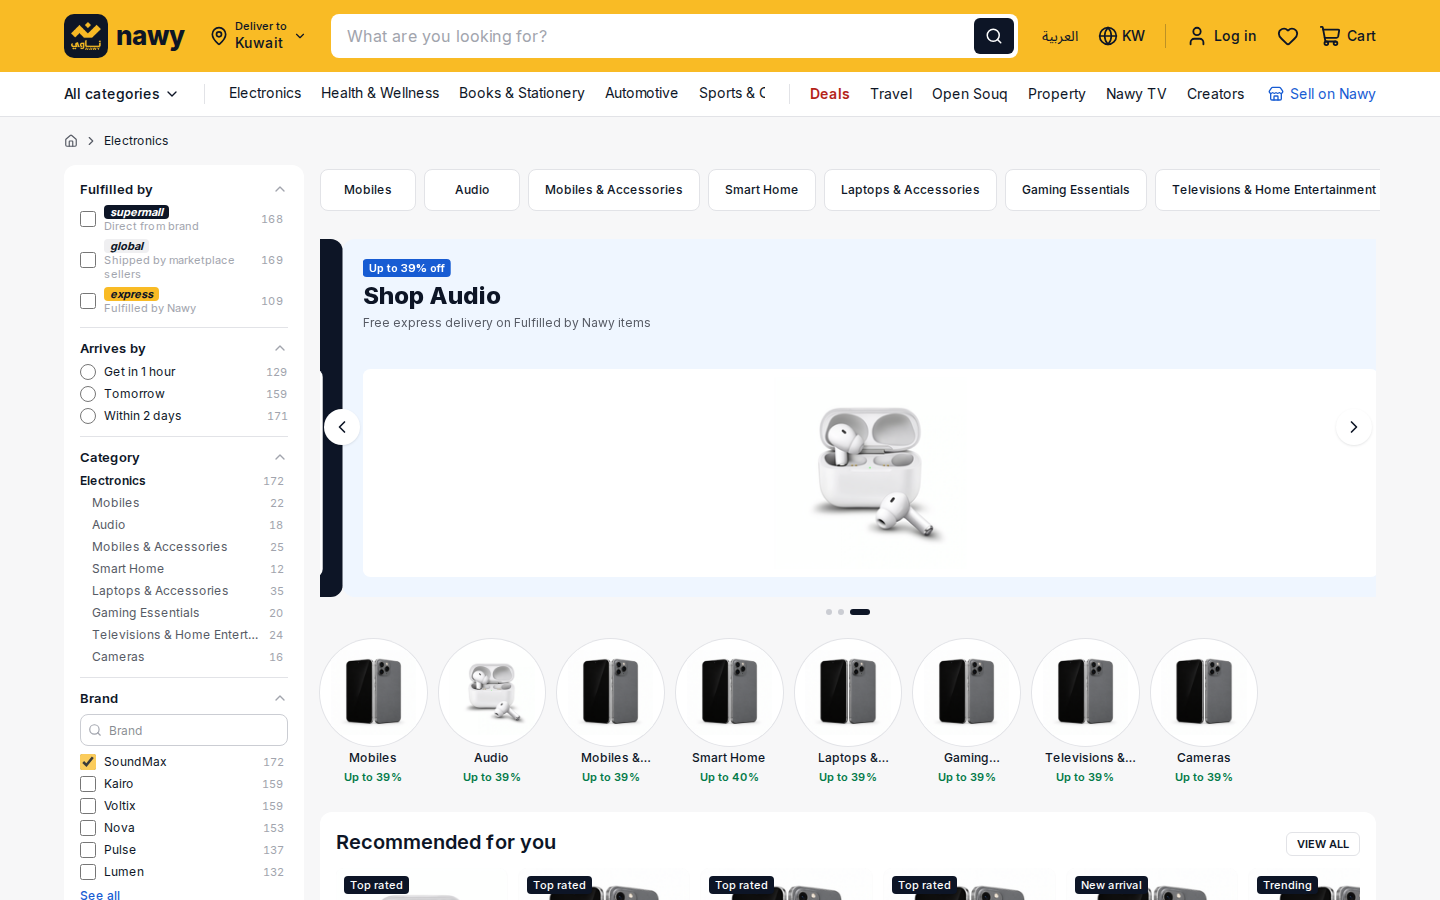 نـــاوي
NAWY
nawy
Deliver to
Kuwait
What are you looking for?
العربية
KW
Log in
Cart
All categories
Electronics
Health & Wellness
Books & Stationery
Automotive
Sports &
Deals
Travel
Open Souq
Property
Nawy TV
Creators
Sell on Nawy
Electronics
Fulfilled by
supermall
Direct from brand
168
global
Shipped by marketplace
sellers
169
express
Fulfilled by Nawy
109
Arrives by
Get in 1 hour
129
Tomorrow
159
Within 2 days
171
Category
Electronics
172
Mobiles
22
Audio
18
Mobiles & Accessories
25
Smart Home
12
Laptops & Accessories
35
Gaming Essentials
20
Televisions & Home Entert...
24
Cameras
16
Brand
Brand
SoundMax
172
Kairo
159
Voltix
159
Nova
153
Pulse
137
Lumen
132
See all
Mobiles
Audio
Mobiles & Accessories
Smart Home
Laptops & Accessories
Gaming Essentials
Televisions & Home Entertainment
Up to 39% off
Shop Audio
Free express delivery on Fulfilled by Nawy items
Mobiles
Up to 39%
Audio
Up to 39%
Mobiles &...
Up to 39%
Smart Home
Up to 40%
Laptops &...
Up to 39%
Gaming...
Up to 39%
Televisions &...
Up to 39%
Cameras
Up to 39%
Recommended for you
VIEW ALL
Top rated
Top rated
Top rated
Top rated
New arrival
Trending